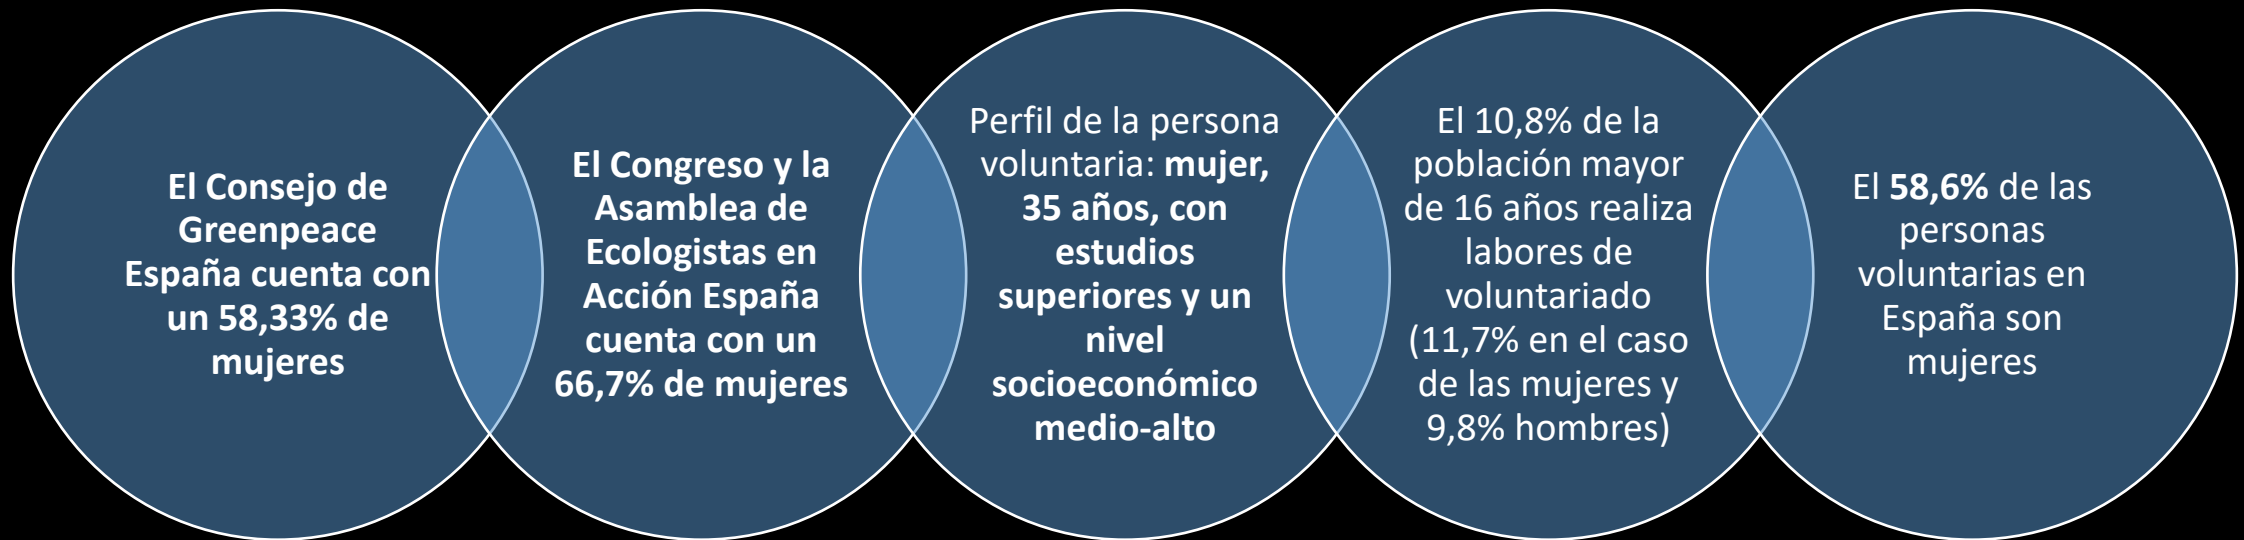 El Consejo de
Greenpeace
España cuenta con
un 58,33% de
mujeres
El Congreso y la
Asamblea de
Ecologistas en
Acción España
cuenta con un
66,7% de mujeres
Perfil de la persona
voluntaria: mujer,
35 años, con
estudios
superiores y un
nivel
socioeconómico
medio-alto
El 10,8% de la
población mayor
de 16 años realiza
labores de
voluntariado
(11,7% en el caso
de las mujeres y
9,8% hombres)
El 58,6% de las
personas
voluntarias en
España son
mujeres